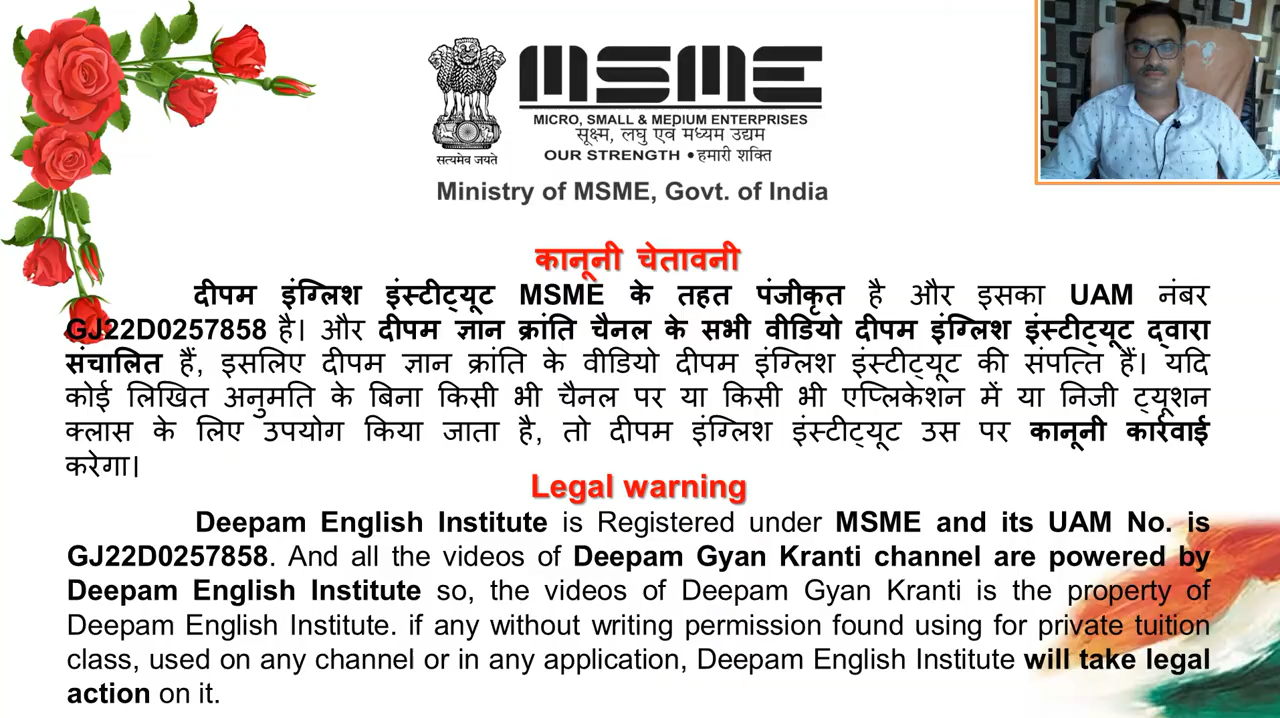 MSME
MICRO, SMALL & MEDIUM ENTERPRISES
सूक्ष्म, लघु एवं मध्यम उद्यम
OUR STRENGTH • हमारी शक्ति
सत्यमेव जयते
Ministry of MSME, Govt. of India
कानूनी चेतावनी
दीपम इंग्लिश इंस्टीट्यूट MSME के तहत पंजीकृत है और इसका UAM नंबर
GJ22D0257858 है। और दीपम ज्ञान क्रांति चैनल के सभी वीडियो दीपम इंग्लिश इंस्टीट्यूट द्वारा
संचालित हैं, इसलिए दीपम ज्ञान क्रांति के वीडियो दीपम इंग्लिश इंस्टीट्यूट की संपत्ति हैं। यदि
कोई लिखित अनुमति के बिना किसी भी चैनल पर या किसी भी एप्लिकेशन में या निजी ट्यूशन
क्लास के लिए उपयोग किया जाता है, तो दीपम इंग्लिश इंस्टीट्यूट उस पर कानूनी कार्रवाई
करेगा।
Legal warning
Deepam English Institute is Registered under MSME and its UAM No. is
GJ22D0257858. And all the videos of Deepam Gyan Kranti channel are powered by
Deepam English Institute so, the videos of Deepam Gyan Kranti is the property of
Deepam English Institute. if any without writing permission found using for private tuition
class, used on any channel or in any application, Deepam English Institute will take legal
action on it.